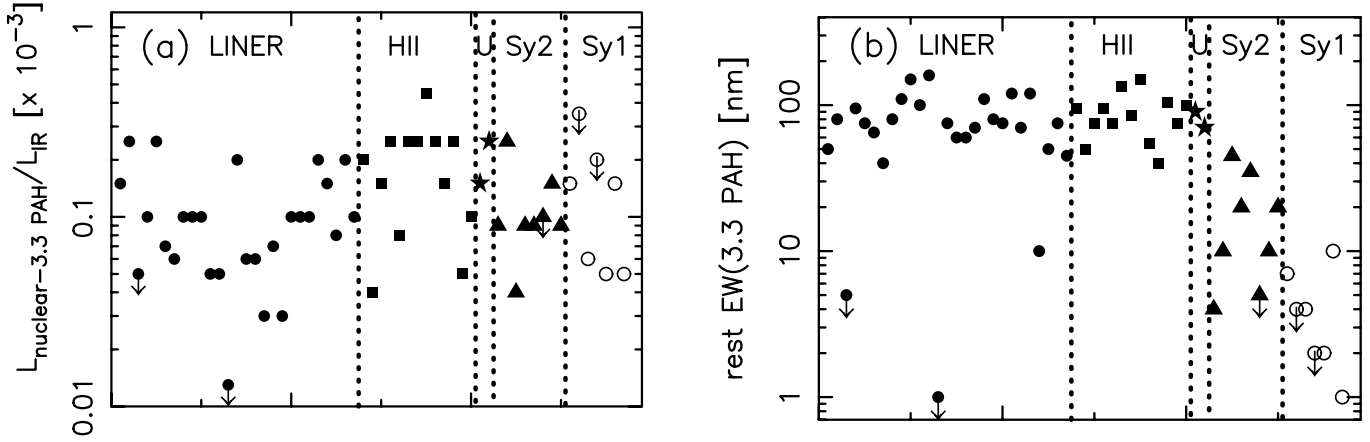 L_nuclear−3.3 PAH/L_IR [x 10^−3]
1
0.1
0.01
(a) LINER HII U Sy2 Sy1
rest EW(3.3 PAH) [nm]
100
10
1
(b) LINER HII U Sy2 Sy1